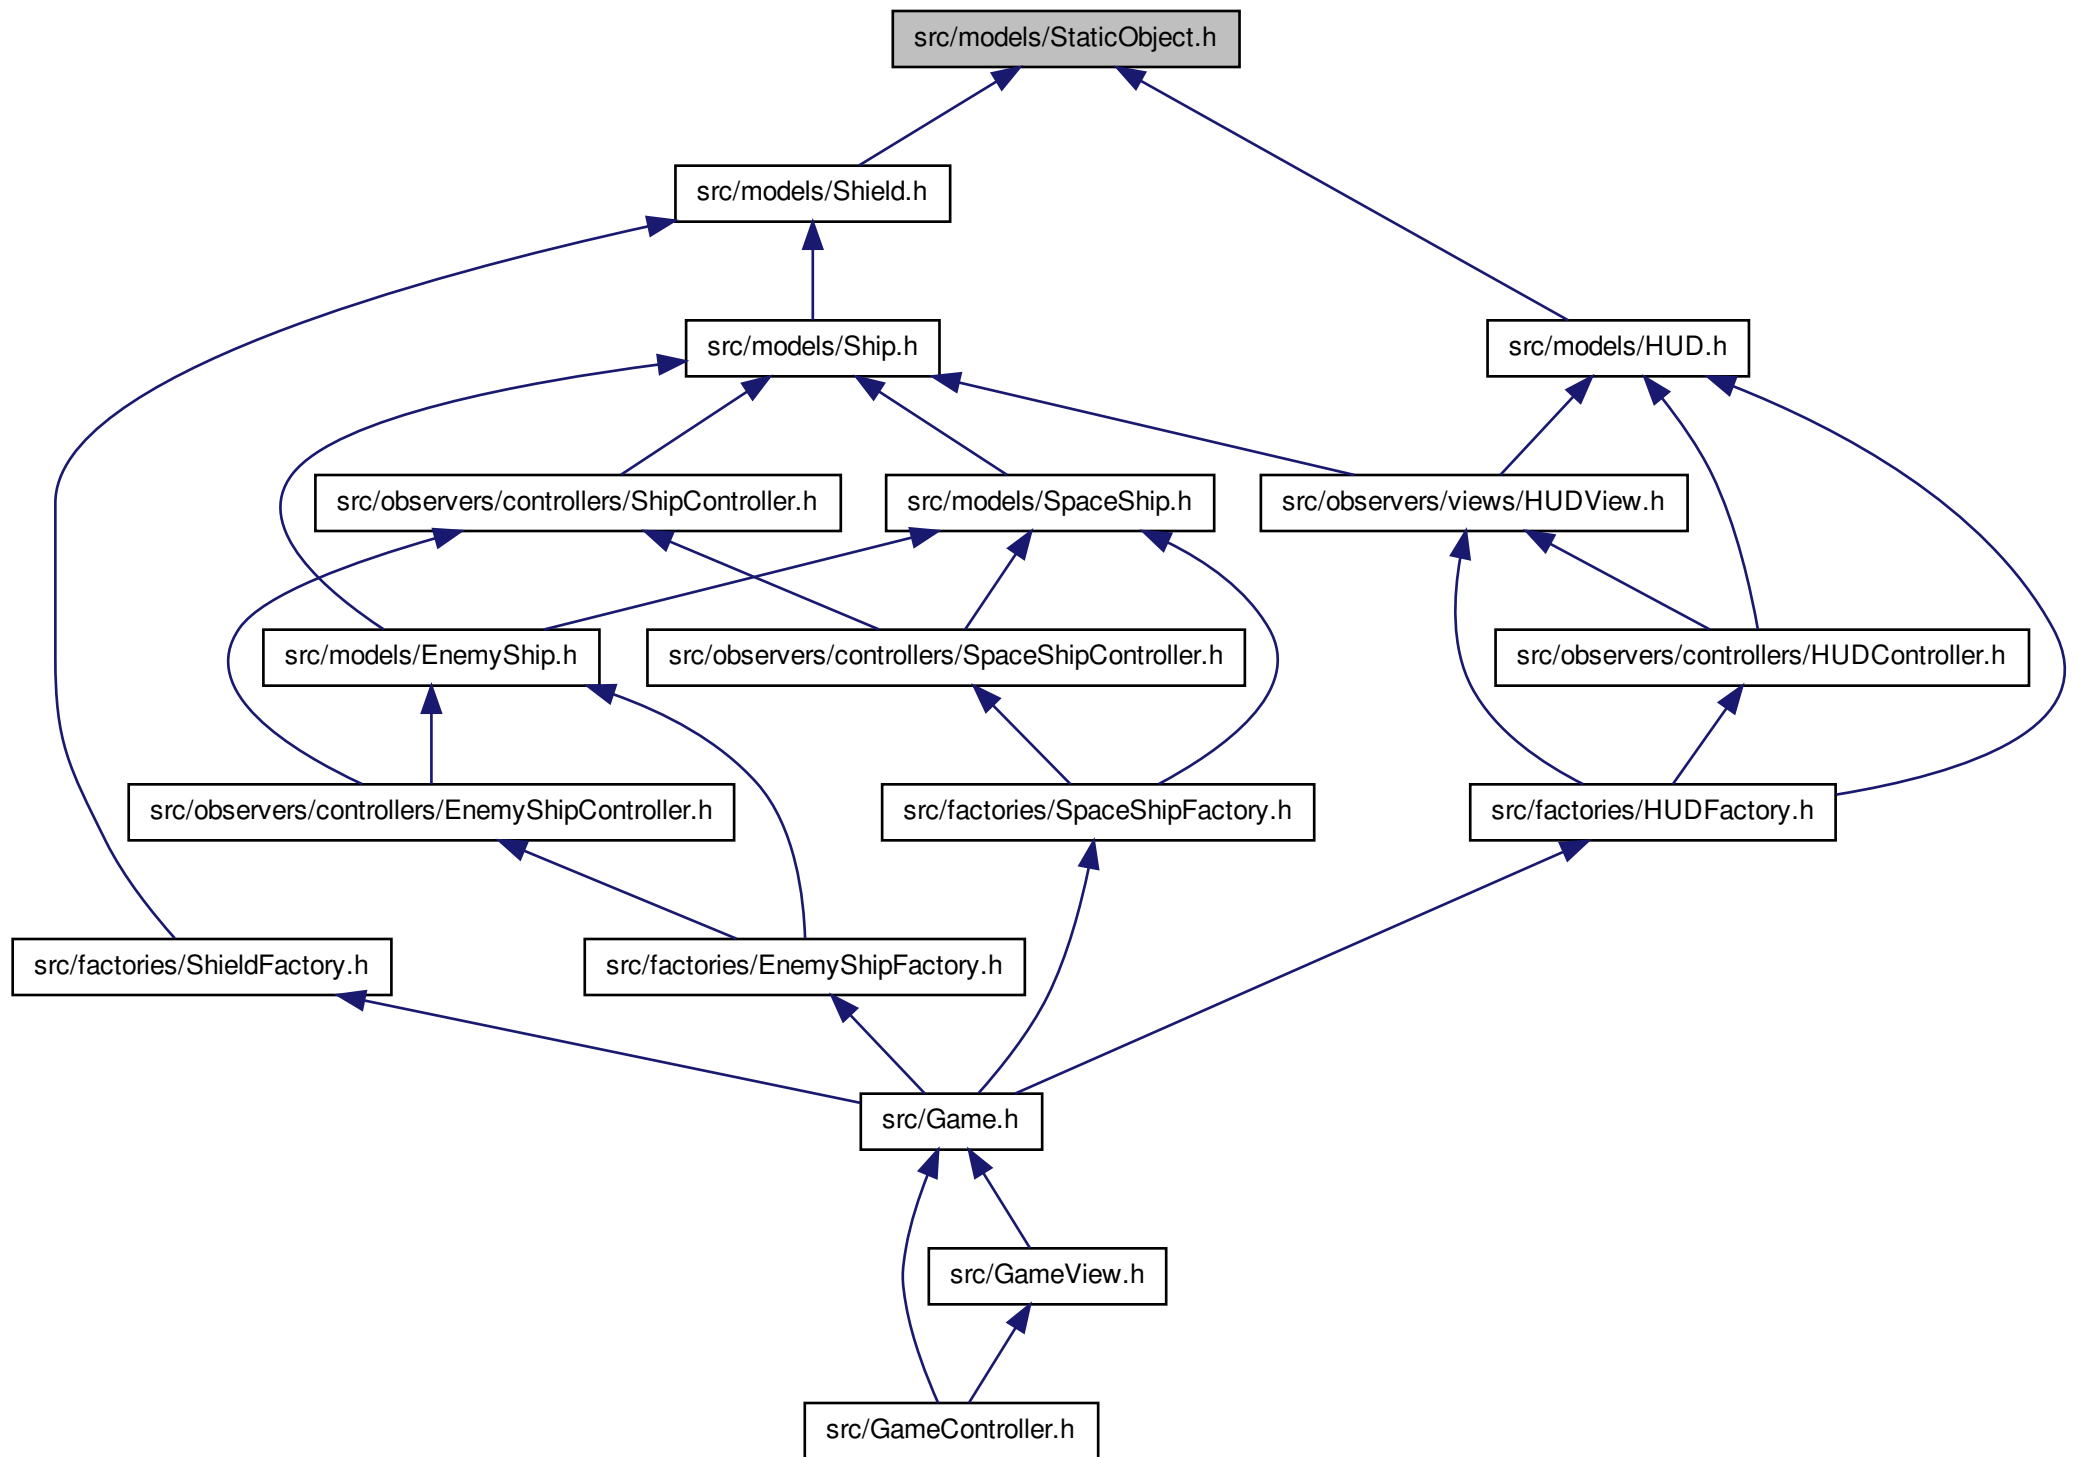 src/models/StaticObject.h
src/models/Shield.h
src/models/Ship.h
src/models/HUD.h
src/observers/controllers/ShipController.h
src/models/SpaceShip.h
src/observers/views/HUDView.h
src/models/EnemyShip.h
src/observers/controllers/SpaceShipController.h
src/observers/controllers/HUDController.h
src/observers/controllers/EnemyShipController.h
src/factories/SpaceShipFactory.h
src/factories/HUDFactory.h
src/factories/ShieldFactory.h
src/factories/EnemyShipFactory.h
src/Game.h
src/GameView.h
src/GameController.h